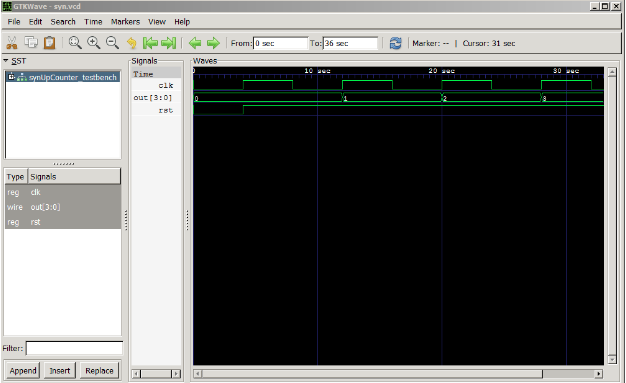 GTKWave - syn.vcd
File Edit Search Time Markers View Help
From: 0 sec To: 36 sec Marker: -- | Cursor: 31 sec
SST
synUpCounter_testbench
Type Signals
reg clk
wire out[3:0]
reg rst
Filter:
Append Insert Replace
Signals
Time
clk
out[3:0]
rst
Waves
0 10 sec 20 sec 30 sec
0 1 2 3